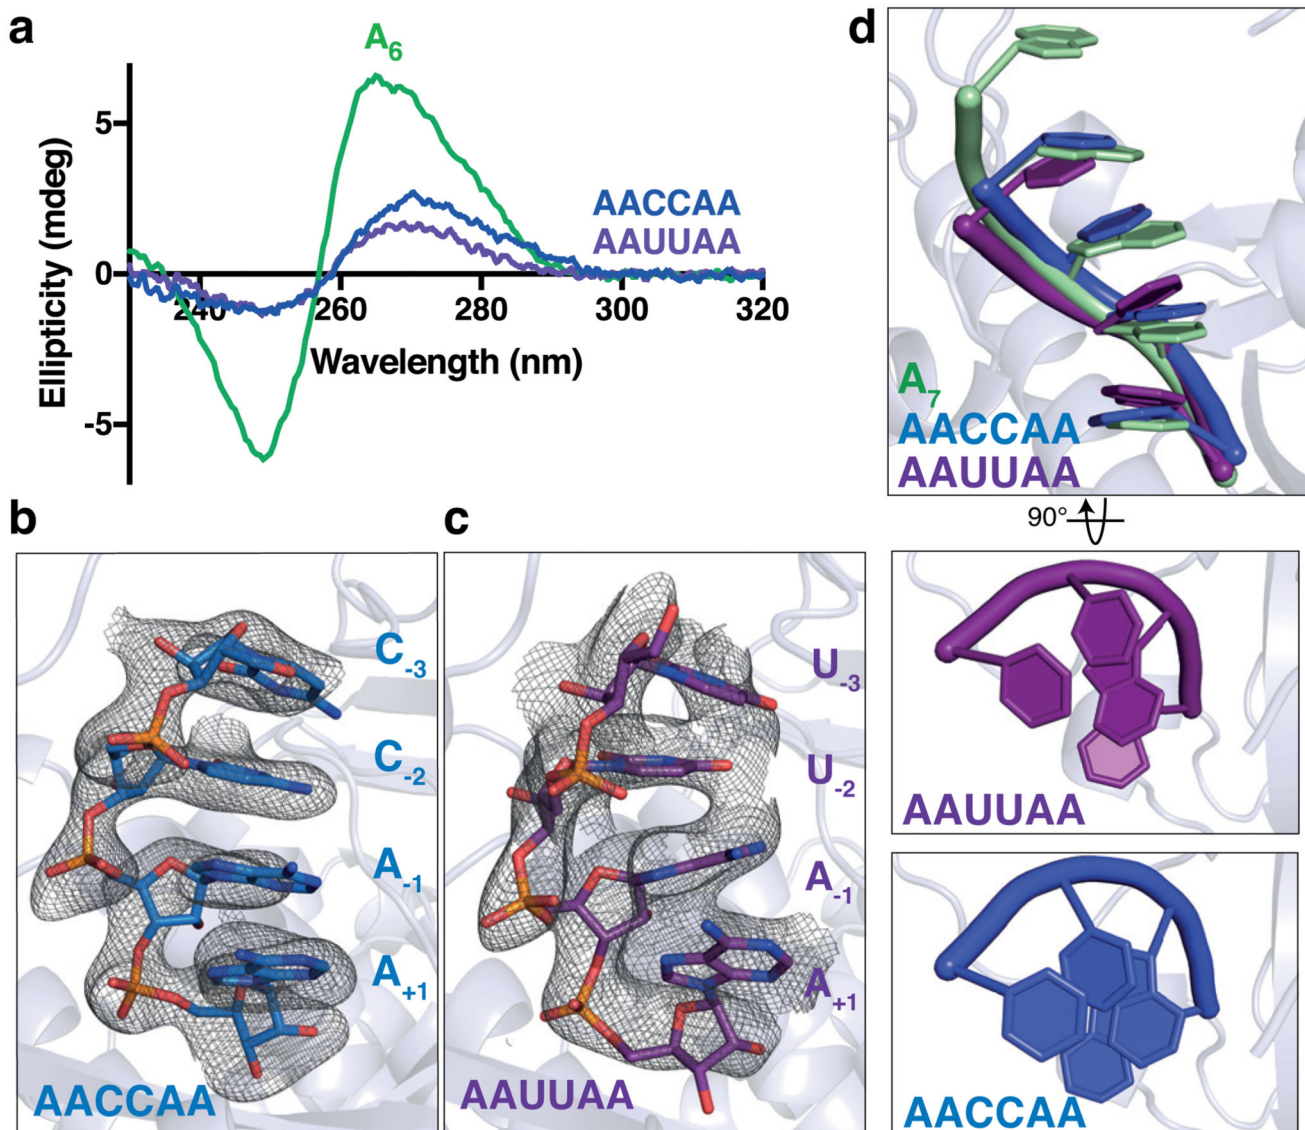 a
A₆
5
0
-5
Ellipticity (mdeg)
240 260 280 300 320
Wavelength (nm)
AACCAA
AAUUAA
b
C₋₃
C₋₂
A₋₁
A₊₁
AACCAA
c
U₋₃
U₋₂
A₋₁
A₊₁
AAUUAA
d
A₇
AACCAA
AAUUAA
90°
AAUUAA
AACCAA